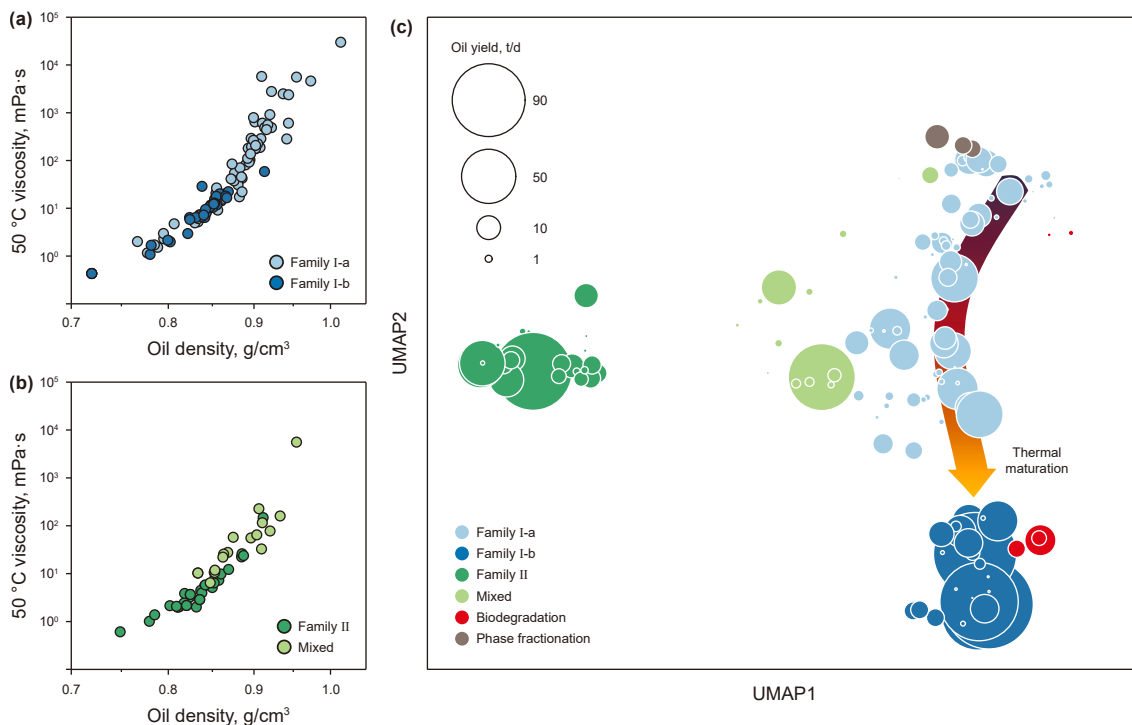 (a)
10⁵
10⁴
10³
10²
10¹
10⁰
50 °C viscosity, mPa·s
Family I-a
Family I-b
0.7
0.8
0.9
1.0
Oil density, g/cm³
(b)
10⁵
10⁴
10³
10²
10¹
10⁰
50 °C viscosity, mPa·s
Family II
Mixed
0.7
0.8
0.9
1.0
Oil density, g/cm³
(c)
Oil yield, t/d
90
50
10
1
UMAP2
Thermal
maturation
Family I-a
Family I-b
Family II
Mixed
Biodegradation
Phase fractionation
UMAP1